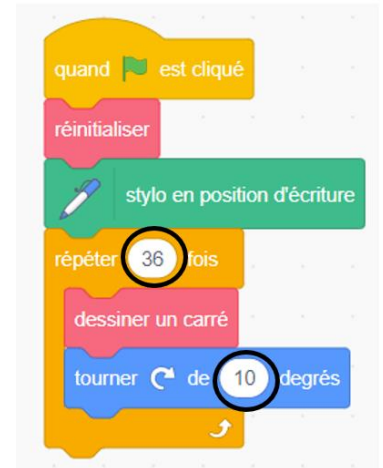 quand est cliqué
réinitialiser
stylo en position d'écriture
répéter 36 fois
dessiner un carré
tourner de 10 degrés